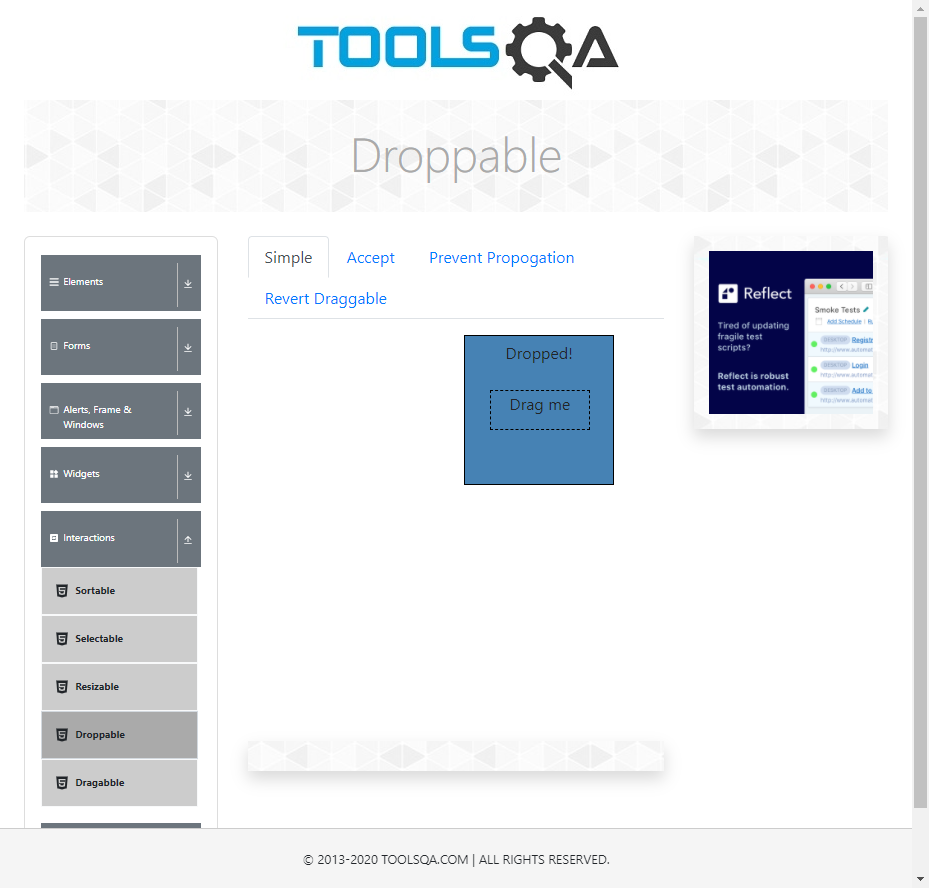 TOOLSQA
Droppable
Elements
Forms
Alerts, Frame &
Windows
Widgets
Interactions
Sortable
Selectable
Resizable
Droppable
Dragabble
Simple
Accept
Prevent Propogation
Revert Draggable
Dropped!
Drag me
Reflect
Tired of updating
fragile test
scripts?
Reflect is robust
test automation.
Smoke Tests
Add Schedule
DESKTOP
http://www.automat
DESKTOP Login
http://www.automat
DESKTOP Add to
http://www.automat
© 2013-2020 TOOLSQA.COM | ALL RIGHTS RESERVED.